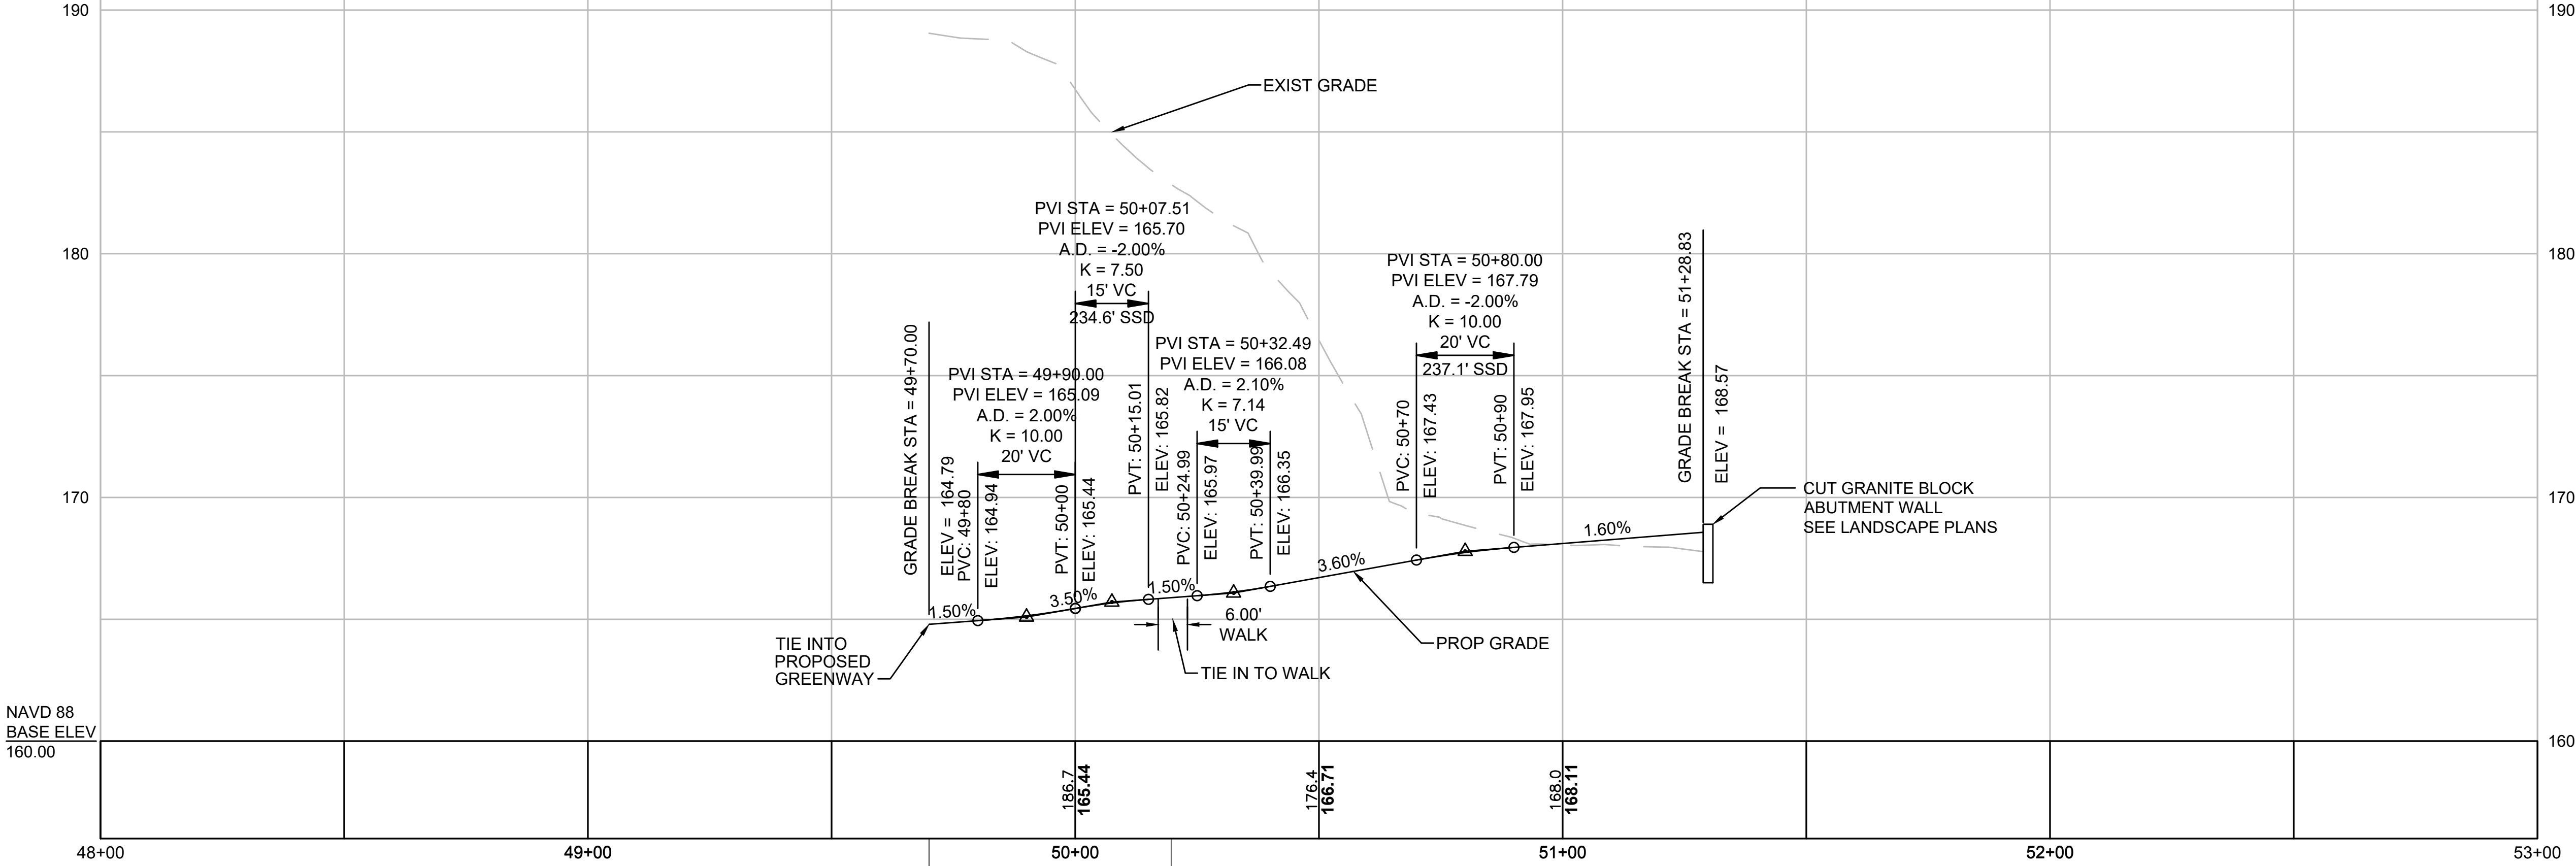 190
190
EXIST GRADE
PVI STA = 50+07.51
PVI ELEV = 165.70
A.D. = -2.00%
K = 7.50
15' VC
234.6' SSD
180
180
PVI STA = 50+80.00
PVI ELEV = 167.79
A.D. = -2.00%
K = 10.00
20' VC
237.1' SSD
PVI STA = 50+32.49
PVI ELEV = 166.08
A.D. = 2.10%
K = 7.14
15' VC
PVI STA = 49+90.00
PVI ELEV = 165.09
A.D. = 2.00%
K = 10.00
20' VC
GRADE BREAK STA = 49+70.00
ELEV = 164.79
PVC: 49+80
ELEV: 164.94
PVT: 50+00
ELEV: 165.44
PVT: 50+15.01
ELEV: 165.82
PVC: 50+24.99
ELEV: 165.97
PVT: 50+39.99
ELEV: 166.35
PVC: 50+70
ELEV: 167.43
PVT: 50+90
ELEV: 167.95
GRADE BREAK STA = 51+28.83
ELEV = 168.57
170
170
CUT GRANITE BLOCK
ABUTMENT WALL
SEE LANDSCAPE PLANS
1.50%
3.50%
1.50%
3.60%
1.60%
6.00'
WALK
TIE INTO
PROPOSED
GREENWAY
TIE IN TO WALK
PROP GRADE
NAVD 88
BASE ELEV
160.00
160
186.7
165.44
176.4
166.71
168.0
168.11
48+00
49+00
50+00
51+00
52+00
53+00